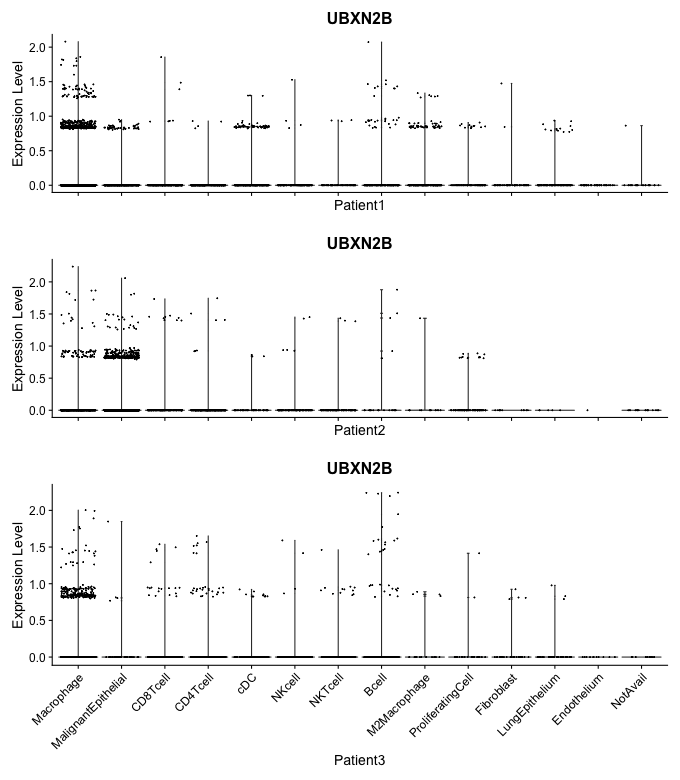 UBXN2B
Expression Level
2.0
1.5
1.0
0.5
0.0
Patient1
UBXN2B
Expression Level
2.0
1.5
1.0
0.5
0.0
Patient2
UBXN2B
Expression Level
2.0
1.5
1.0
0.5
0.0
Macrophage
MalignantEpithelial
CD8Tcell
CD4Tcell
cDC
NKcell
NKTcell
Bcell
M2Macrophage
ProliferatingCell
Fibroblast
LungEpithelium
Endothelium
NotAvail
Patient3